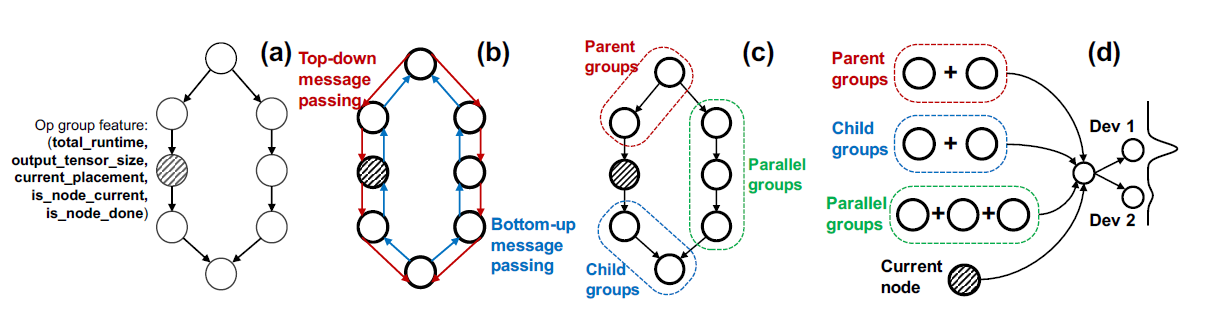 (a)
Op group feature:
(total_runtime,
output_tensor_size,
current_placement,
is_node_current,
is_node_done)
(b)
Top-down
message
passing
Bottom-up
message
passing
(c)
Parent
groups
Parallel
groups
Child
groups
(d)
Parent
groups
+
Child
groups
+
Parallel
groups
+ +
Current
node
Dev 1
Dev 2